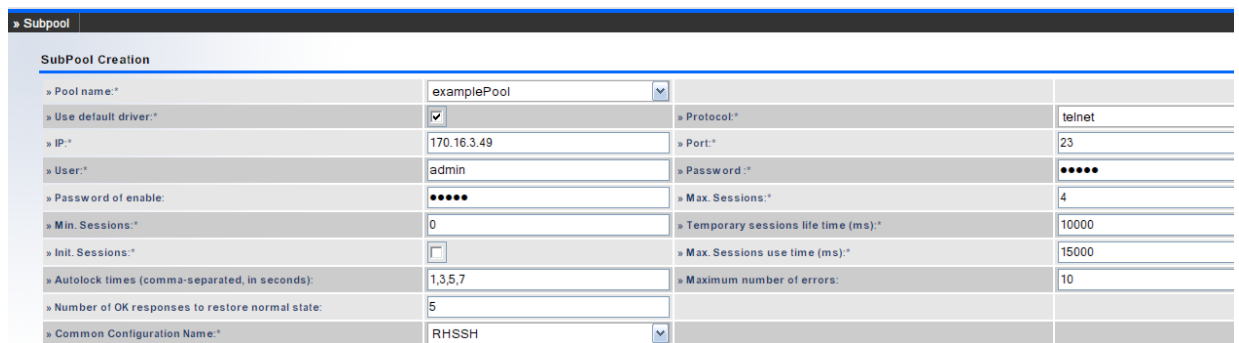 » Subpool
SubPool Creation
» Pool name:* examplePool
» Use default driver:* » Protocol:* telnet
» IP:* 170.16.3.49 » Port:* 23
» User:* admin » Password :* •••••
» Password of enable: ••••• » Max. Sessions:* 4
» Min. Sessions:* 0 » Temporary sessions life time (ms):* 10000
» Init. Sessions:* » Max. Sessions use time (ms):* 15000
» Autolock times (comma-separated, in seconds): 1,3,5,7 » Maximum number of errors: 10
» Number of OK responses to restore normal state: 5
» Common Configuration Name:* RHSSH